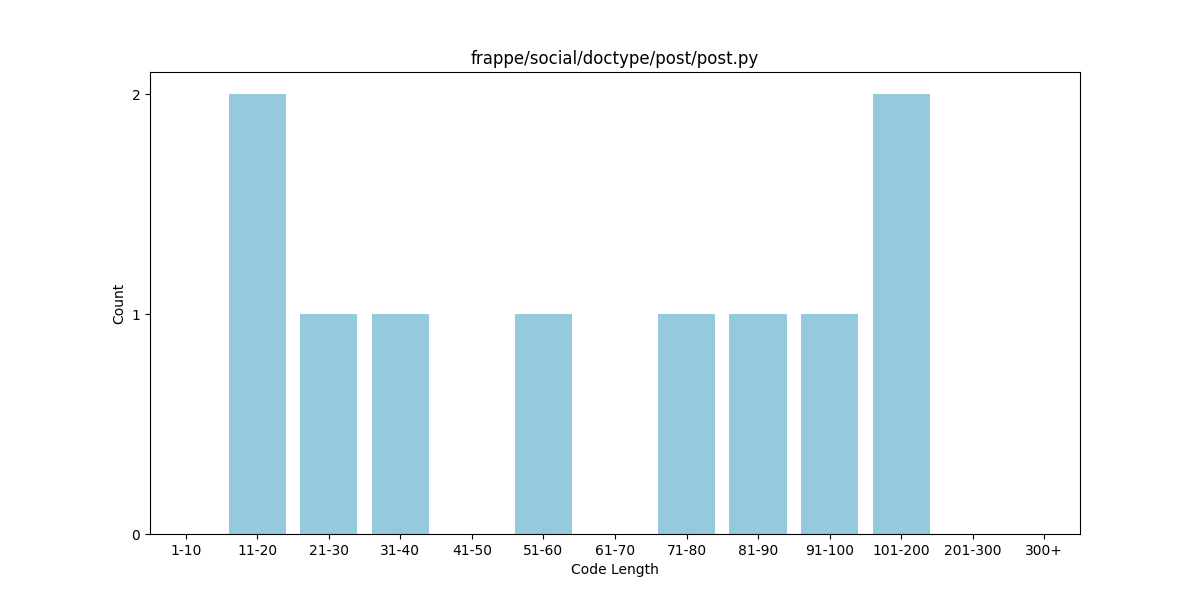 frappe/social/doctype/post/post.py
2
1
0
Count
1-10 11-20 21-30 31-40 41-50 51-60 61-70 71-80 81-90 91-100 101-200 201-300 300+
Code Length